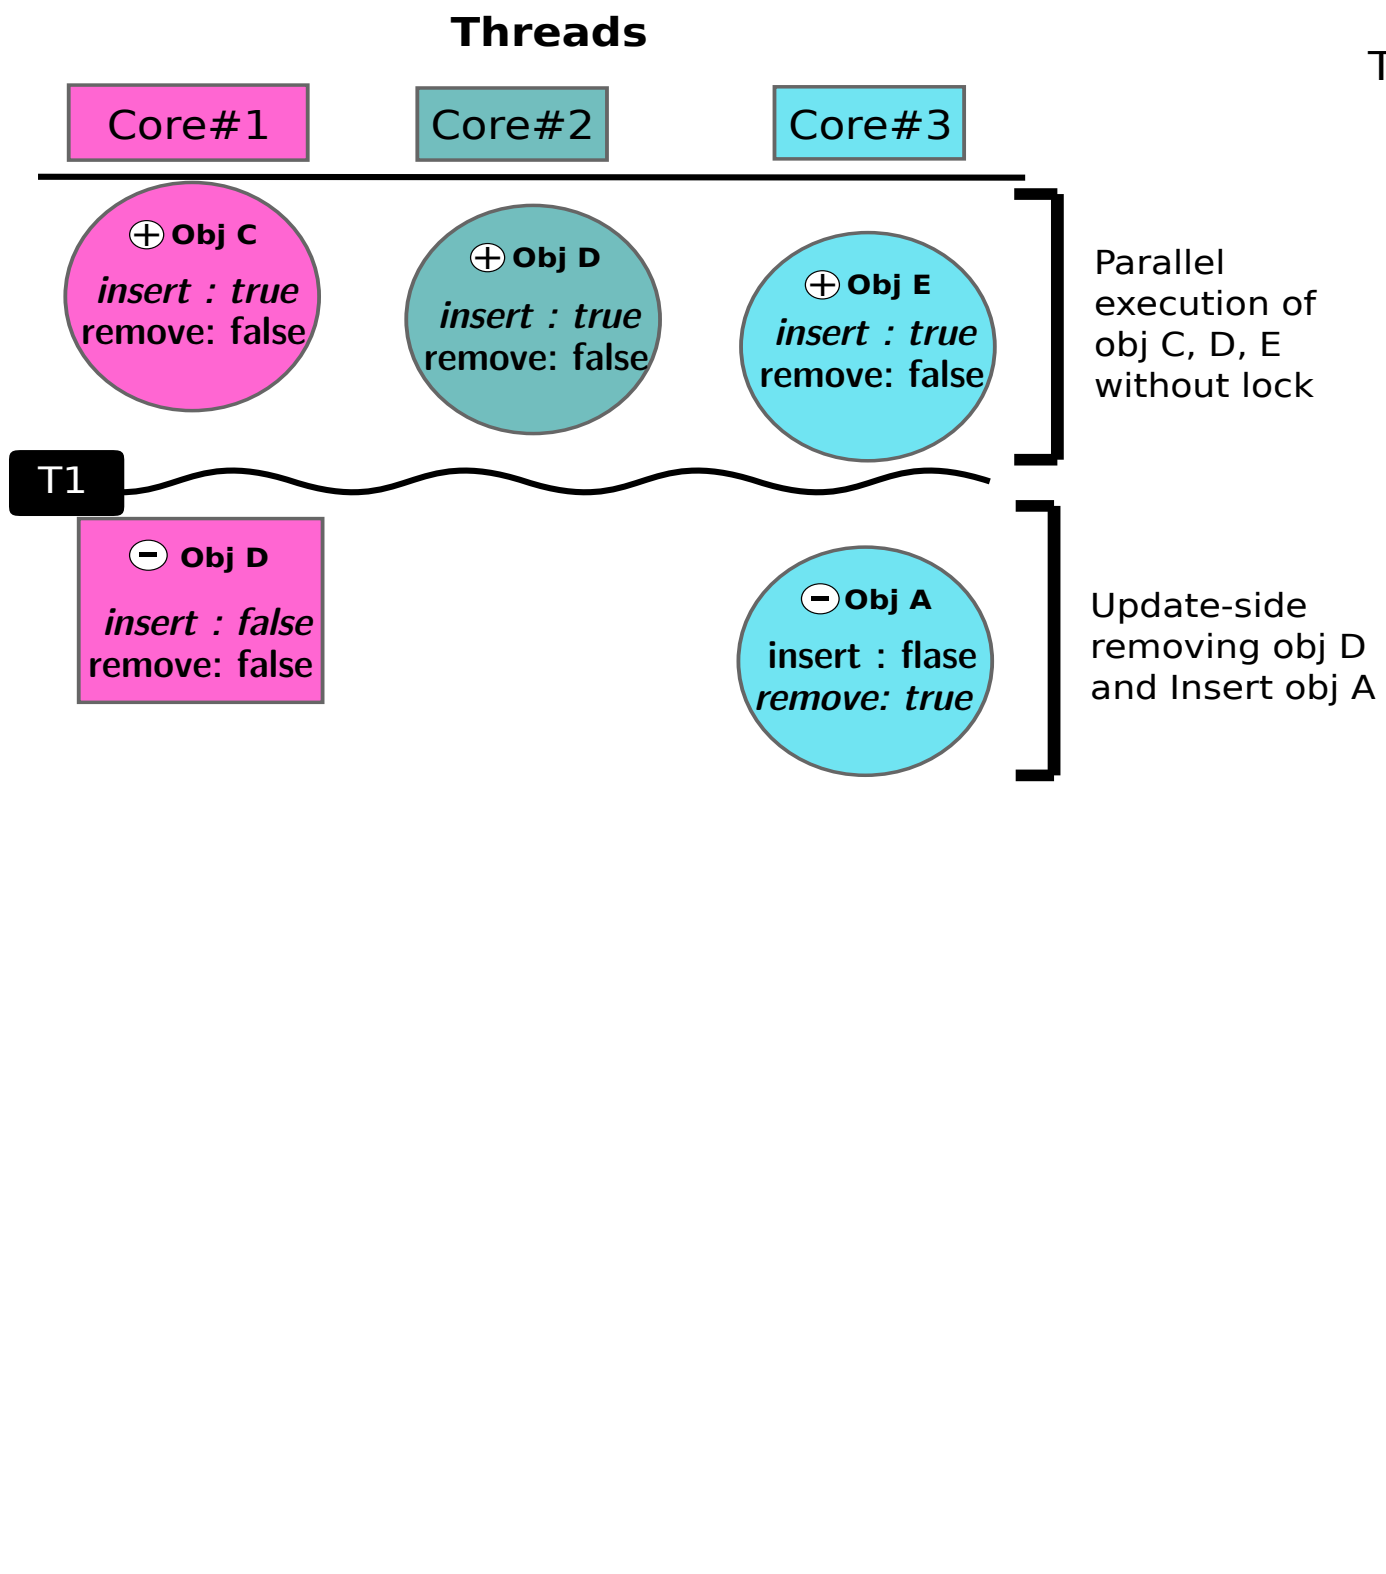 Threads
T
Core#1
Core#2
Core#3
+ Obj C
insert : true
remove: false
+ Obj D
insert : true
remove: false
+ Obj E
insert : true
remove: false
Parallel
execution of
obj C, D, E
without lock
T1
- Obj D
insert : false
remove: false
- Obj A
insert : flase
remove: true
Update-side
removing obj D
and Insert obj A